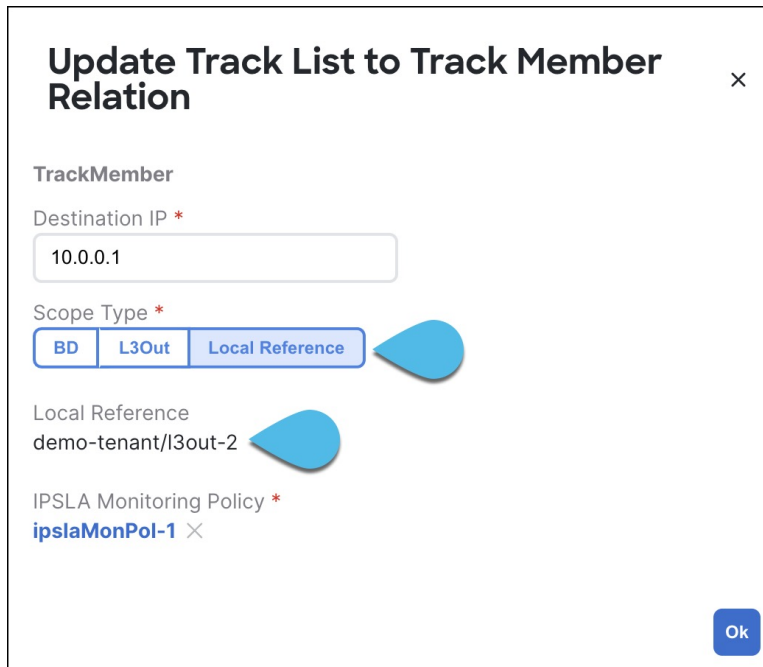 Update Track List to Track Member
Relation
TrackMember
Destination IP *
10.0.0.1
Scope Type *
BD L3Out Local Reference
Local Reference
demo-tenant/l3out-2
IPSLA Monitoring Policy *
ipslaMonPol-1
Ok